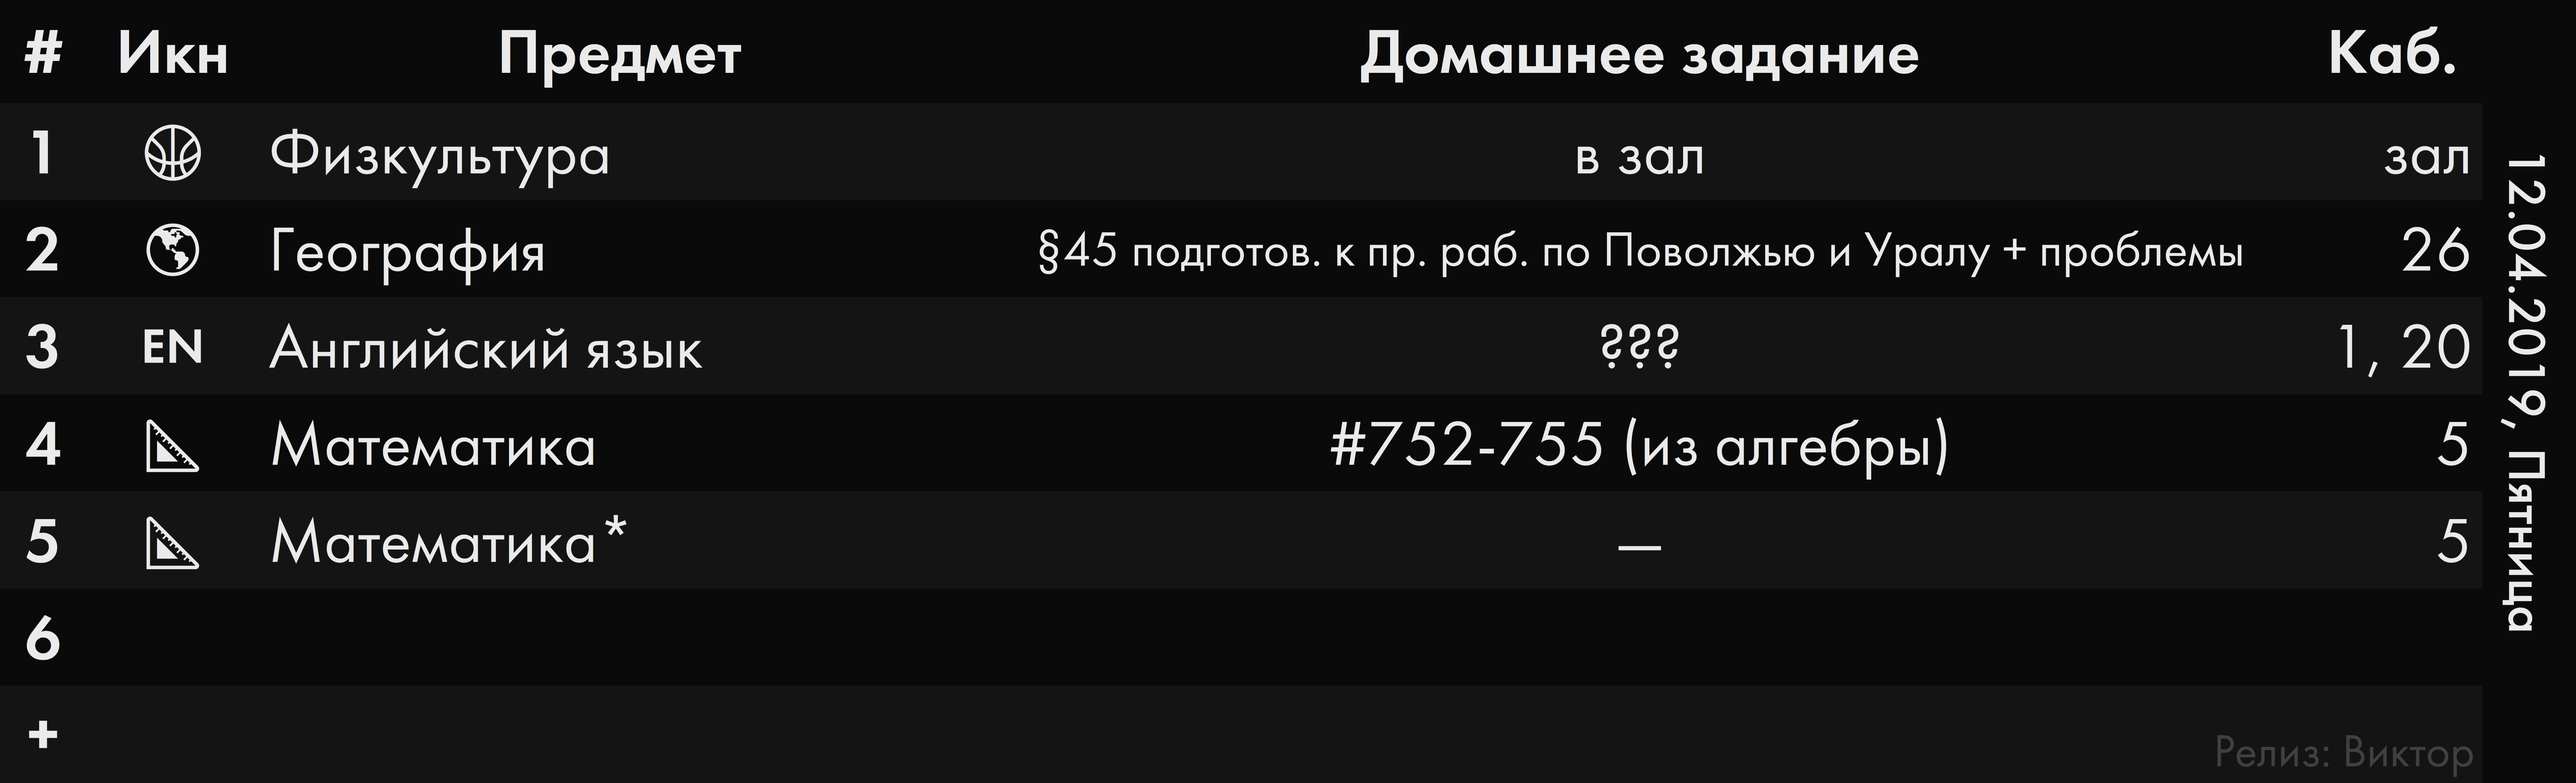 # Икн Предмет Домашнее задание Каб.
1 Физкультура в зал зал
2 География §45 подготов. к пр. раб. по Поволжью и Уралу + проблемы 26
3 EN Английский язык ??? 1, 20
4 Математика #752-755 (из алгебры) 5
5 Математика* — 5
6
+
Релиз: Виктор
12.04.2019, Пятница